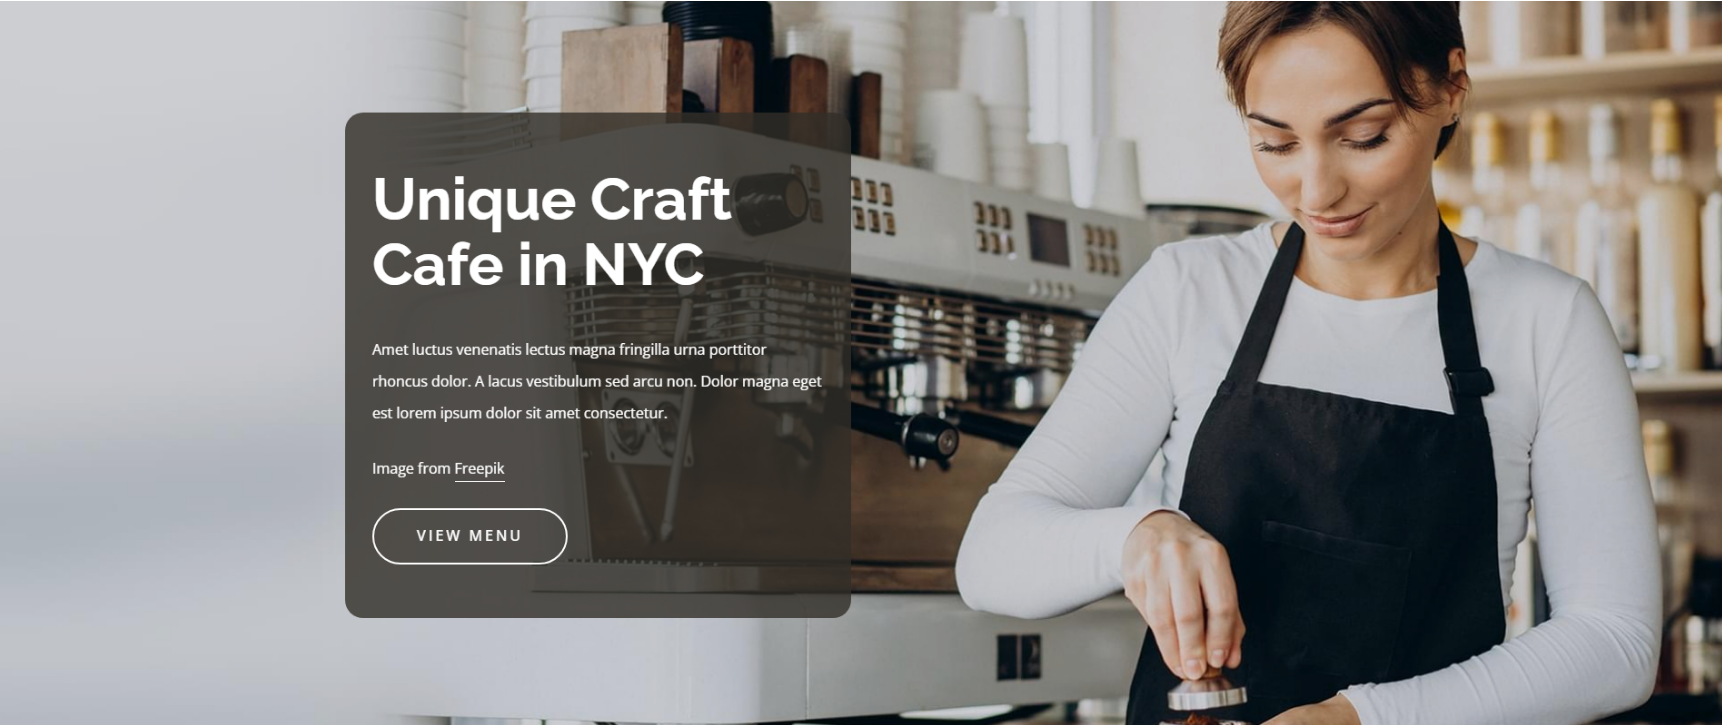 Unique Craft
Cafe in NYC
Amet luctus venenatis lectus magna fringilla urna porttitor
rhoncus dolor. A lacus vestibulum sed arcu non. Dolor magna eget
est lorem ipsum dolor sit amet consectetur.
Image from Freepik
VIEW MENU